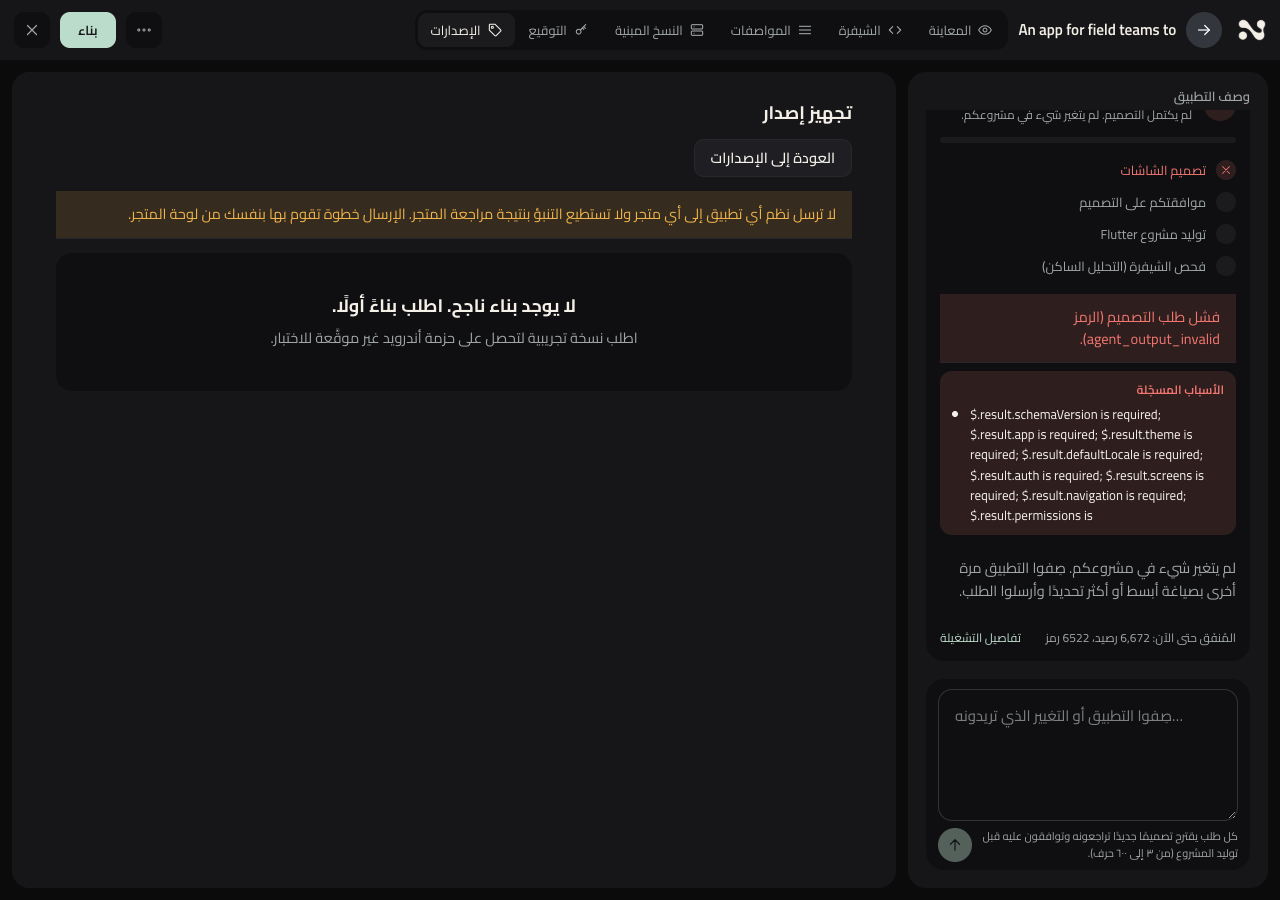 An app for field teams to
المعاينة
الشيفرة
المواصفات
النسخ المبنية
التوقيع
الإصدارات
بناء
وصف التطبيق
لم يكتمل التصميم. لم يتغير شيء في مشروعكم.
تصميم الشاشات
موافقتكم على التصميم
توليد مشروع Flutter
فحص الشيفرة (التحليل الساكن)
فشل طلب التصميم (الرمز
agent_output_invalid).
الأسباب المسجّلة
$.result.schemaVersion is required;
$.result.app is required; $.result.theme is
required; $.result.defaultLocale is required;
$.result.auth is required; $.result.screens is
required; $.result.navigation is required;
$.result.permissions is
لم يتغير شيء في مشروعكم. صِفوا التطبيق مرة
أخرى بصياغة أبسط أو أكثر تحديدًا وأرسلوا الطلب.
المُنفَق حتى الآن: 6,672 رصيد، 6522 رمز
تفاصيل التشغيلة
صِفوا التطبيق أو التغيير الذي تريدونه...
كل طلب يقترح تصميمًا جديدًا تراجعونه وتوافقون عليه قبل
توليد المشروع (من ٣ إلى ٦٠٠ حرف).
تجهيز إصدار
العودة إلى الإصدارات
لا ترسل نظم أي تطبيق إلى أي متجر ولا تستطيع التنبؤ بنتيجة مراجعة المتجر. الإرسال خطوة تقوم بها بنفسك من لوحة المتجر.
لا يوجد بناء ناجح. اطلب بناءً أولًا.
اطلب نسخة تجريبية لتحصل على حزمة أندرويد غير موقَّعة للاختبار.